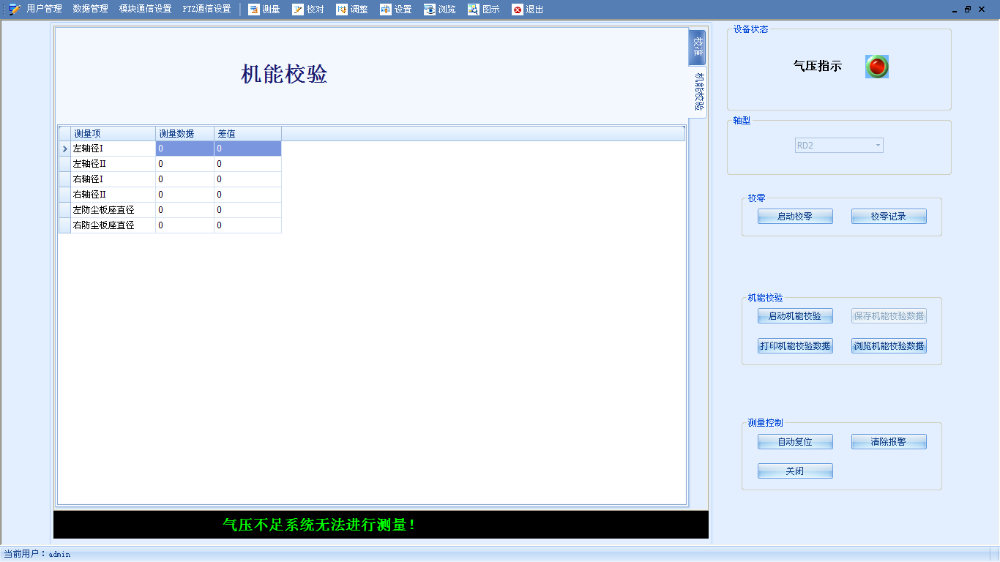 用户管理 数据管理 模块通信设置 PTZ通信设置 测量 校对 调整 设置 浏览 图示 退出
机能校验
校准
机能校验
测量项 测量数据 差值
左轴径I 0 0
左轴径II 0 0
右轴径I 0 0
右轴径II 0 0
左防尘板座直径 0 0
右防尘板座直径 0 0
气压不足系统无法进行测量!
设备状态
气压指示
轴型
RD2
校零
启动校零 校零记录
机能校验
启动机能校验 保存机能校验数据
打印机能校验数据 浏览机能校验数据
测量控制
自动复位 清除报警
关闭
当前用户：admin